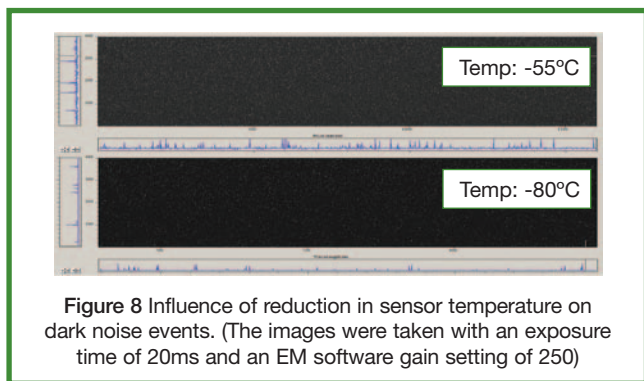 Temp: -55ºC
Temp: -80ºC
Figure 8 Influence of reduction in sensor temperature on
dark noise events. (The images were taken with an exposure
time of 20ms and an EM software gain setting of 250)